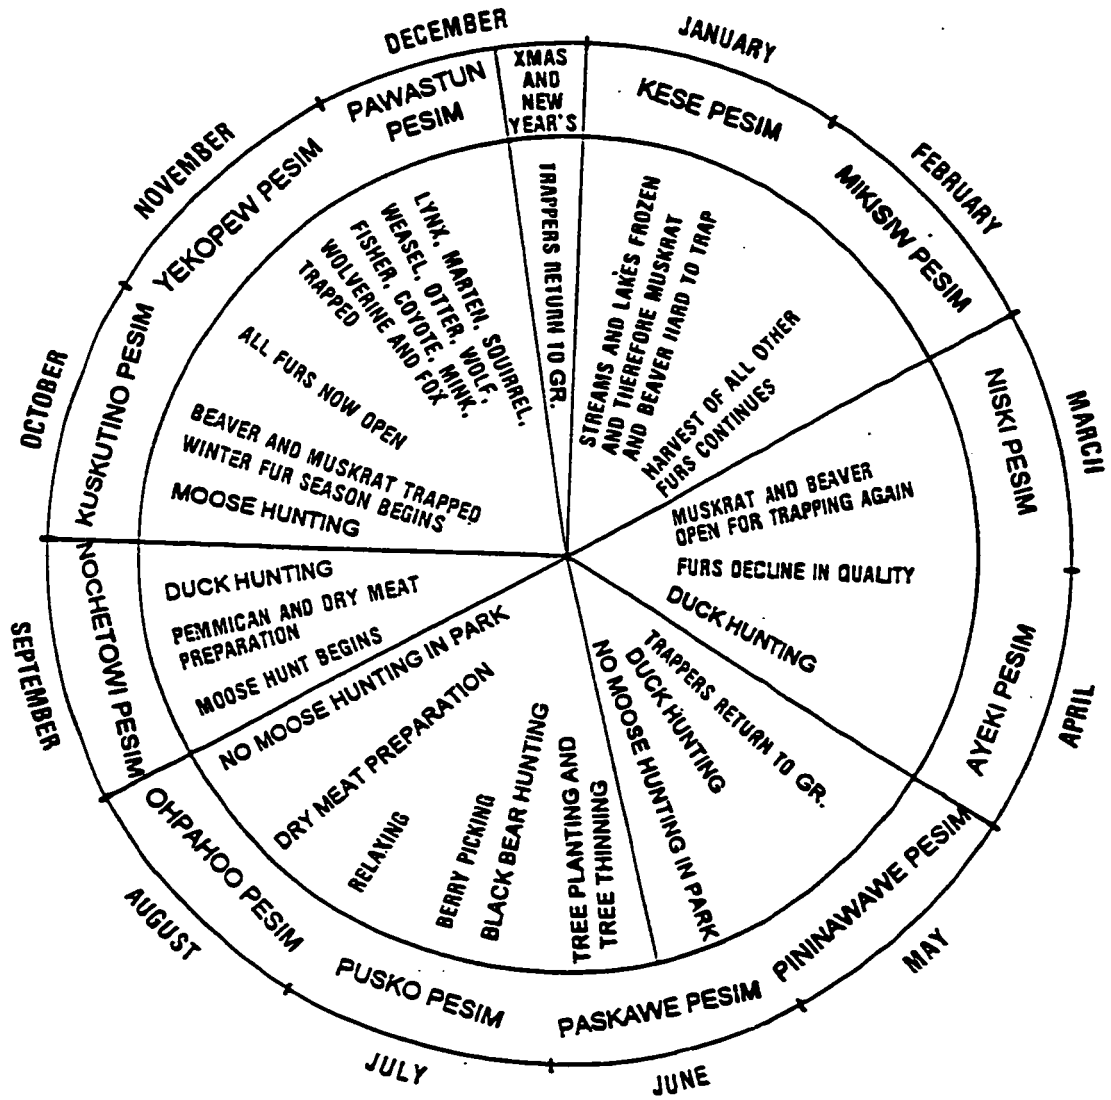 DECEMBER
JANUARY
FEBRUARY
MARCH
APRIL
MAY
JUNE
JULY
AUGUST
SEPTEMBER
OCTOBER
NOVEMBER
PAWASTUN
PESIM
XMAS
AND
NEW
YEAR'S
KESE PESIM
MIKISIW PESIM
NISKI PESIM
AYEKI PESIM
PININAWAWE PESIM
PASKAWE PESIM
PUSKO PESIM
OHPAHOO PESIM
NOCHETOWI PESIM
KUSKUTINO PESIM
YEKOPEW PESIM
TRAPPERS RETURN TO GR.
STREAMS AND LAKES FROZEN
AND THEREFORE MUSKRAT
AND BEAVER HARD TO TRAP
HARVEST OF ALL OTHER
FURS CONTINUES
MUSKRAT AND BEAVER
OPEN FOR TRAPPING AGAIN
FURS DECLINE IN QUALITY
DUCK HUNTING
TRAPPERS RETURN TO GR.
DUCK HUNTING
NO MOOSE HUNTING IN PARK
TREE PLANTING AND
TREE THINNING
BLACK BEAR HUNTING
BERRY PICKING
RELAXING
DRY MEAT PREPARATION
NO MOOSE HUNTING IN PARK
MOOSE HUNT BEGINS
PEMMICAN AND DRY MEAT
PREPARATION
DUCK HUNTING
MOOSE HUNTING
WINTER FUR SEASON BEGINS
BEAVER AND MUSKRAT TRAPPED
ALL FURS NOW OPEN
LYNX, MARTEN, SQUIRREL,
WEASEL, OTTER, WOLF,
FISHER, COYOTE, MINK,
WOLVERINE AND FOX
TRAPPED